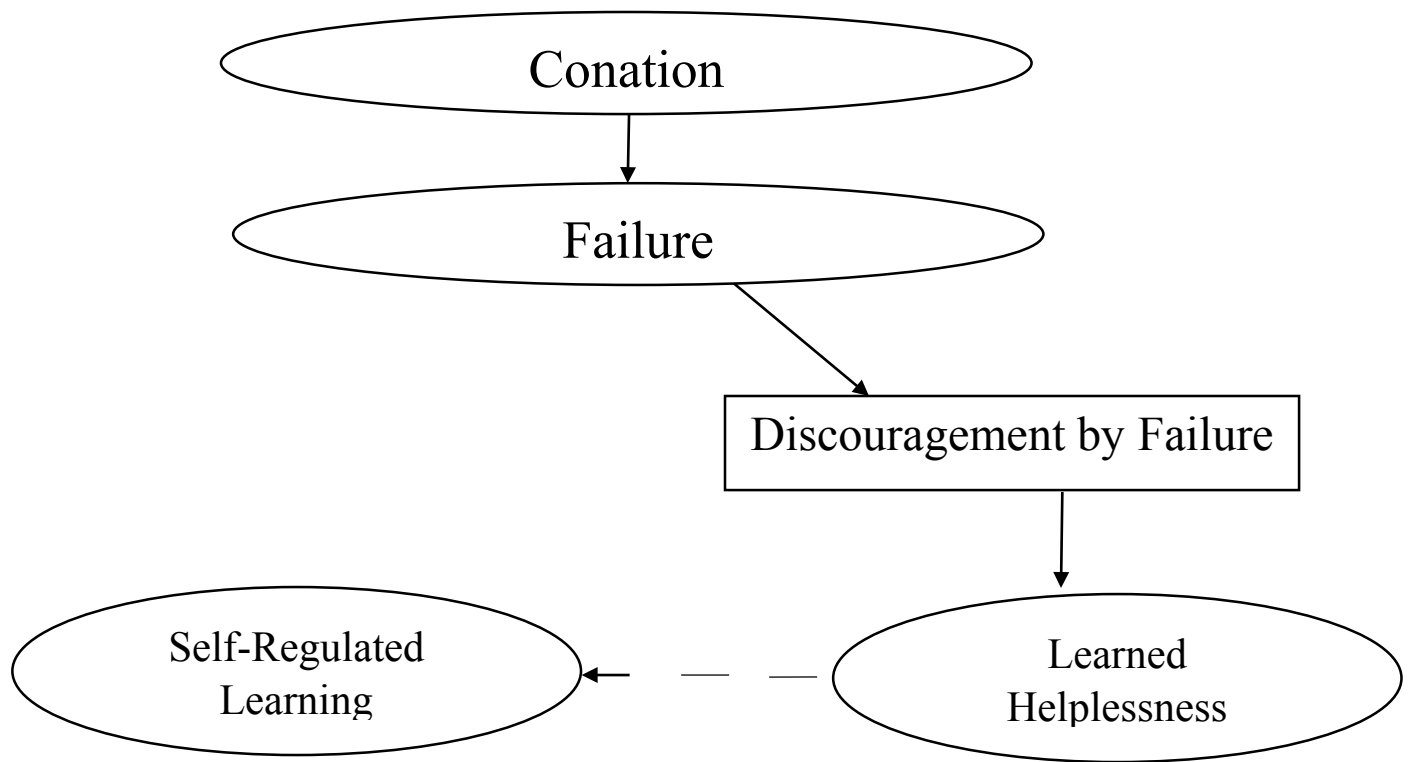 Conation
Failure
Discouragement by Failure
Self-Regulated
Learning
Learned
Helplessness